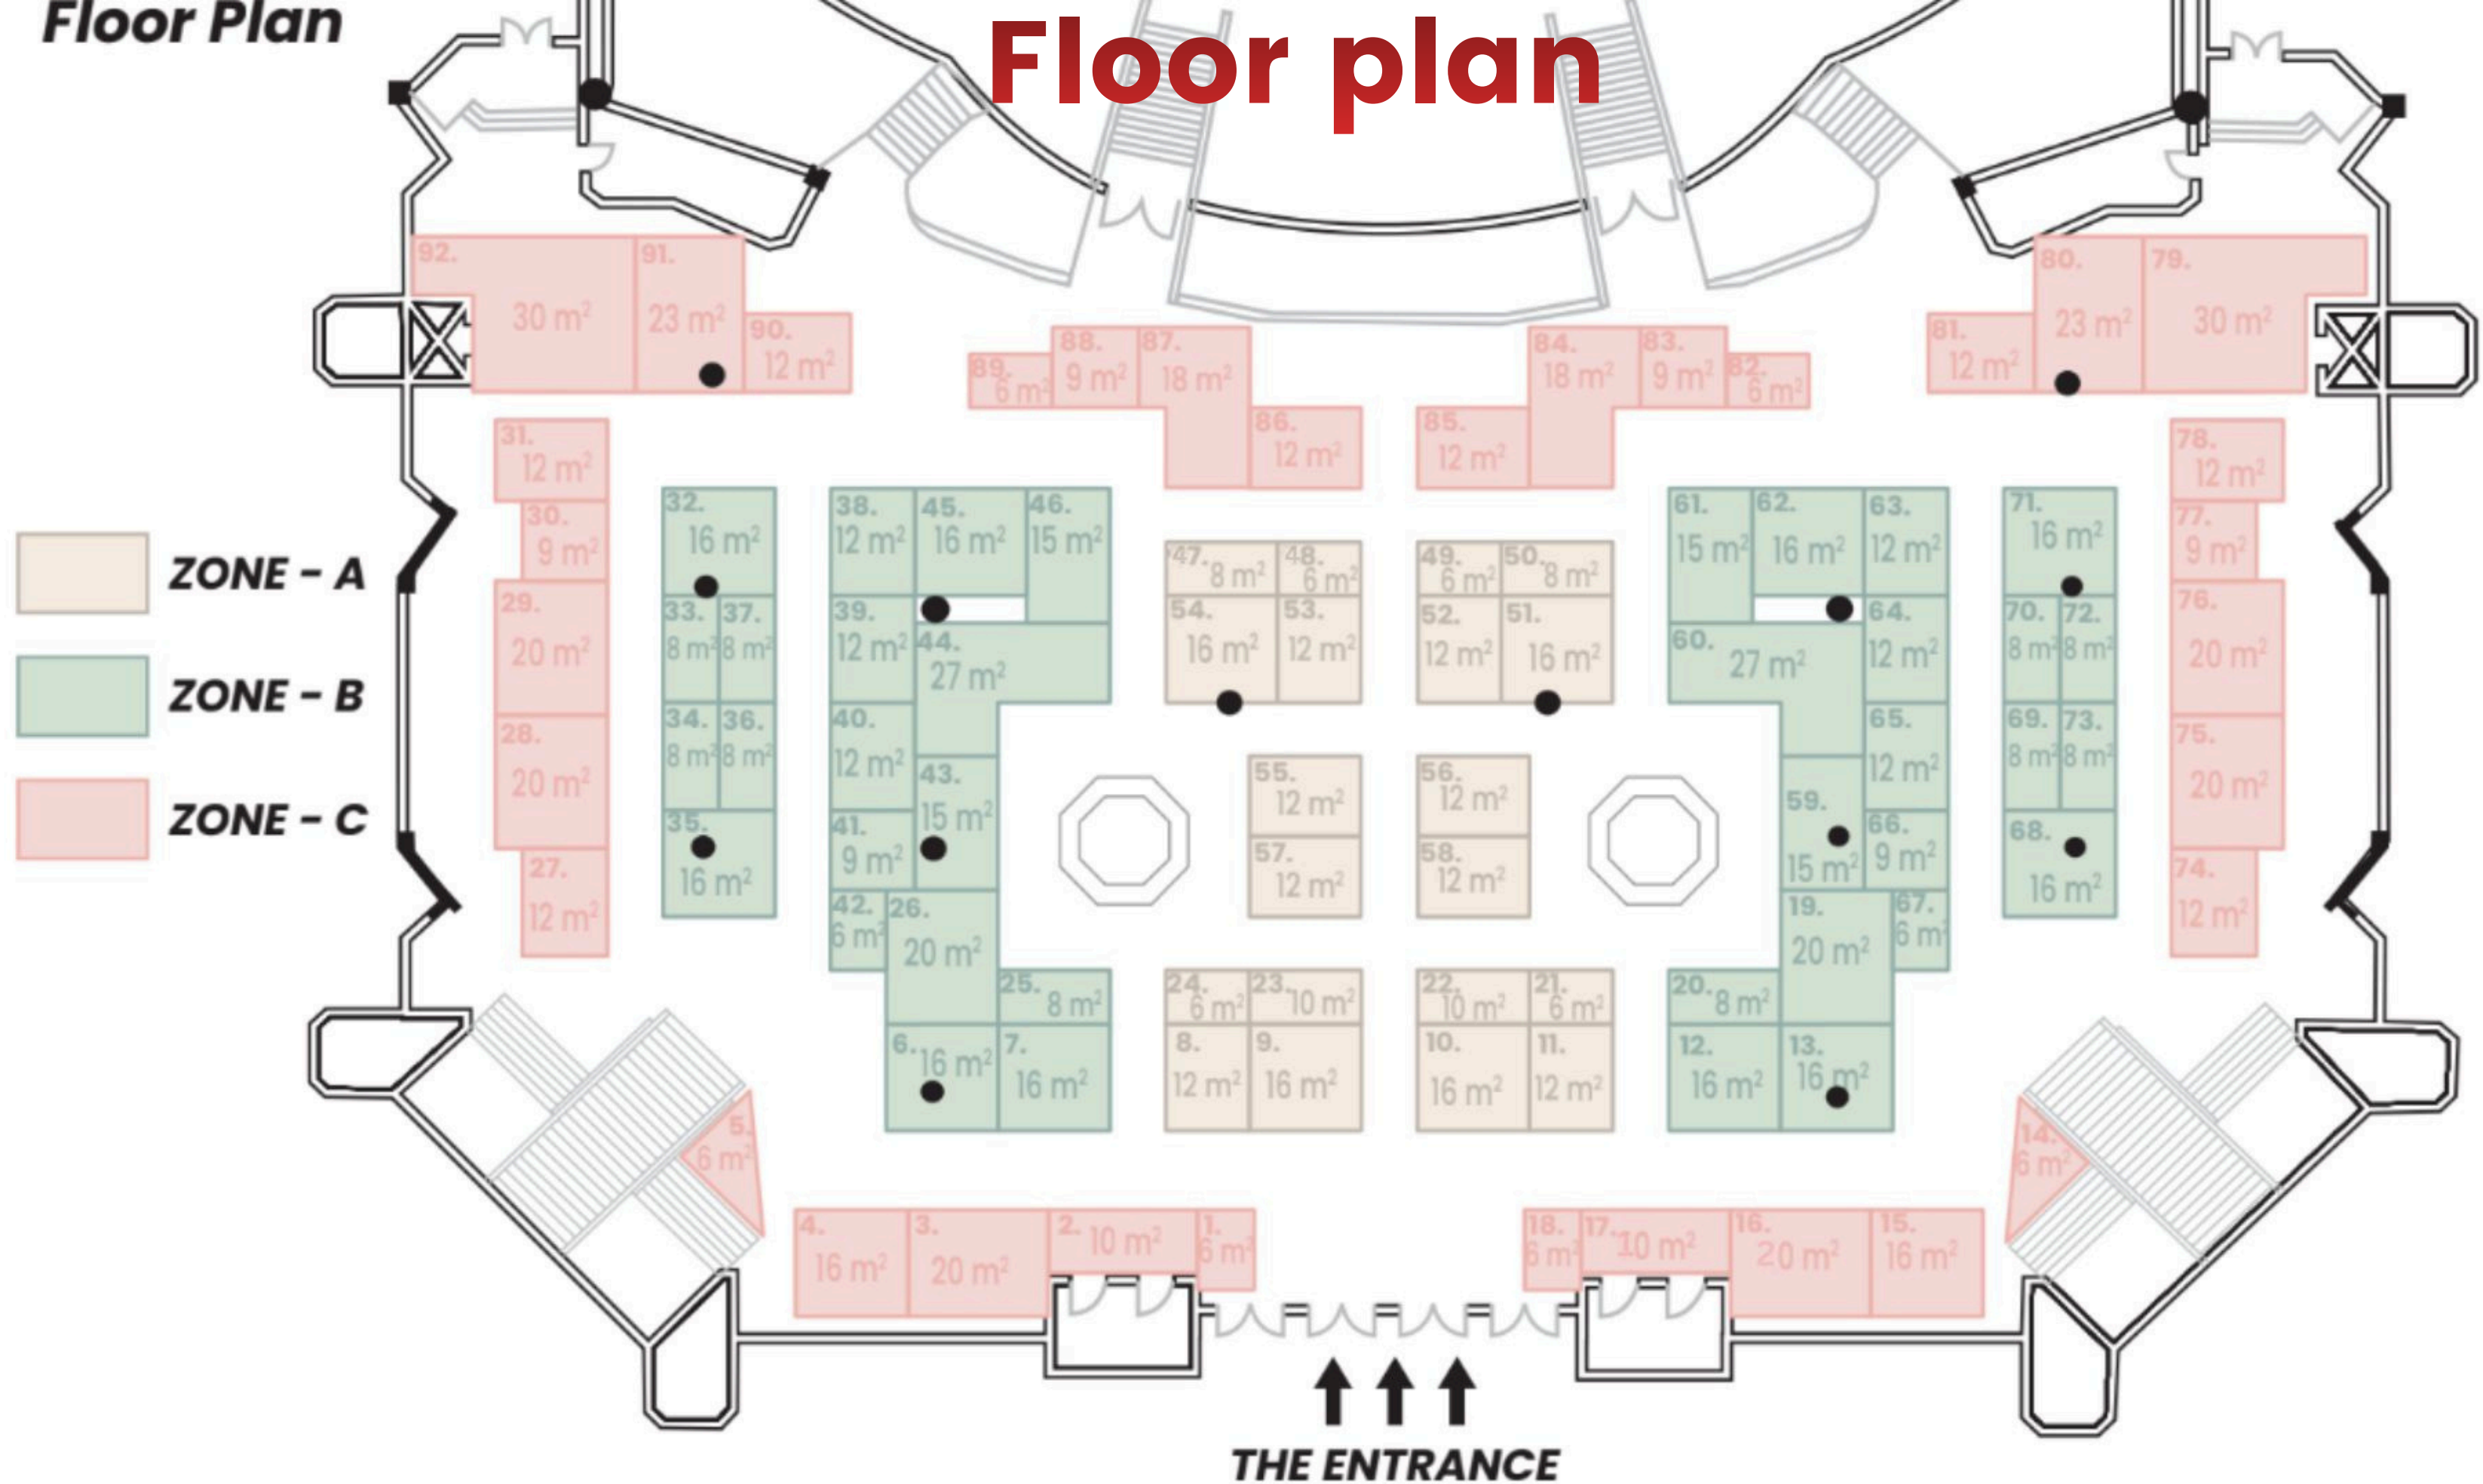 Floor Plan
Floor plan
92.
30 m²
91.
23 m²
90.
12 m²
89.
6 m²
88.
9 m²
87.
18 m²
86.
12 m²
85.
12 m²
84.
18 m²
83.
9 m²
82.
6 m²
81.
12 m²
80.
23 m²
79.
30 m²
31.
12 m²
30.
9 m²
29.
20 m²
28.
20 m²
27.
12 m²
32.
16 m²
33.
8 m²
37.
8 m²
34.
8 m²
36.
8 m²
35.
16 m²
38.
12 m²
45.
16 m²
46.
15 m²
39.
12 m²
44.
27 m²
40.
12 m²
43.
15 m²
41.
9 m²
42.
6 m²
26.
20 m²
25.
8 m²
6.
16 m²
7.
16 m²
47.
8 m²
48.
6 m²
54.
16 m²
53.
12 m²
49.
6 m²
50.
8 m²
52.
12 m²
51.
16 m²
55.
12 m²
57.
12 m²
56.
12 m²
58.
12 m²
24.
6 m²
23.
10 m²
8.
12 m²
9.
16 m²
22.
10 m²
21.
6 m²
10.
16 m²
11.
12 m²
61.
15 m²
62.
16 m²
63.
12 m²
60.
27 m²
64.
12 m²
65.
12 m²
59.
15 m²
66.
9 m²
19.
20 m²
67.
6 m²
20.
8 m²
12.
16 m²
13.
16 m²
71.
16 m²
70.
8 m²
72.
8 m²
69.
8 m²
73.
8 m²
68.
16 m²
78.
12 m²
77.
9 m²
76.
20 m²
75.
20 m²
74.
12 m²
ZONE - A
ZONE - B
ZONE - C
5.
6 m²
14.
6 m²
4.
16 m²
3.
20 m²
2.
10 m²
1.
6 m²
18.
6 m²
17.
10 m²
16.
20 m²
15.
16 m²
THE ENTRANCE